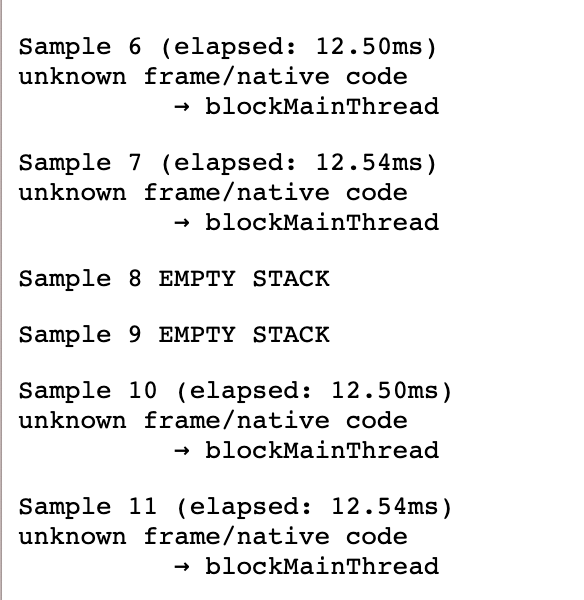 Sample 6 (elapsed: 12.50ms)
unknown frame/native code
→ blockMainThread
Sample 7 (elapsed: 12.54ms)
unknown frame/native code
→ blockMainThread
Sample 8 EMPTY STACK
Sample 9 EMPTY STACK
Sample 10 (elapsed: 12.50ms)
unknown frame/native code
→ blockMainThread
Sample 11 (elapsed: 12.54ms)
unknown frame/native code
→ blockMainThread